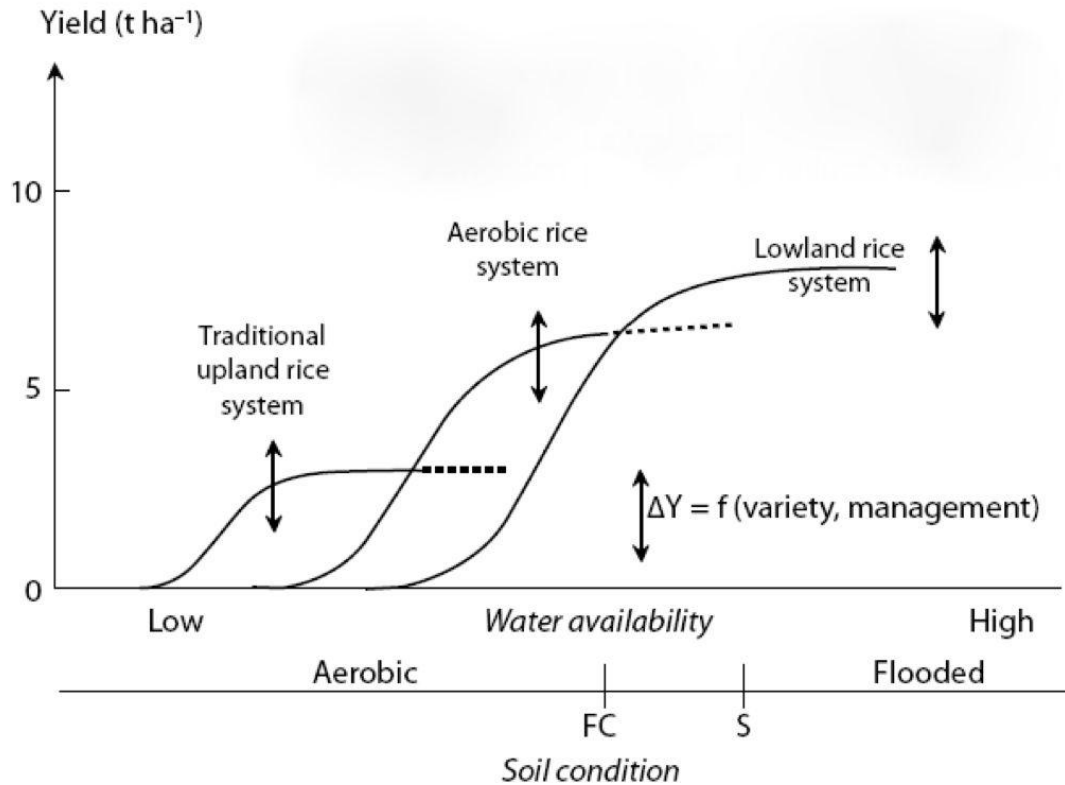 Yield (t ha⁻¹)
10
Aerobic rice
system
Lowland rice
system
Traditional
upland rice
system
5
ΔY = f (variety, management)
0
Low
Water availability
High
Aerobic
Flooded
FC
S
Soil condition